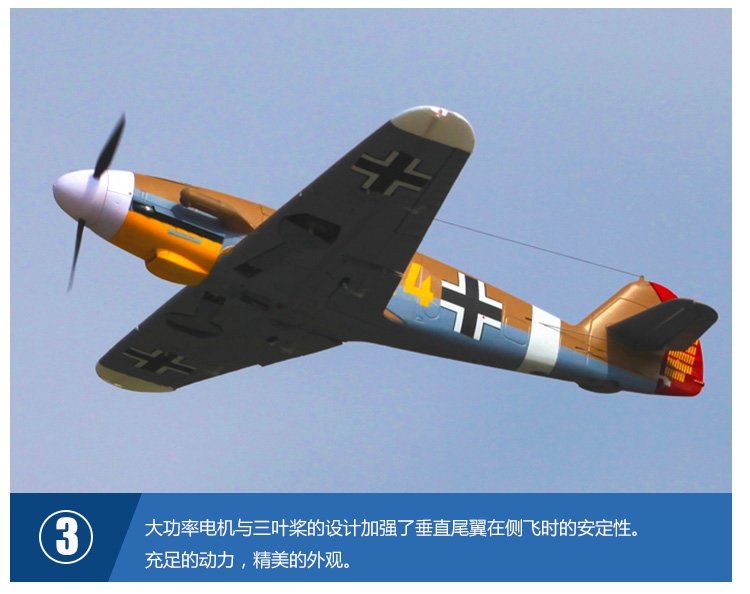 4
3
大功率电机与三叶桨的设计加强了垂直尾翼在侧飞时的安定性。
充足的动力，精美的外观。